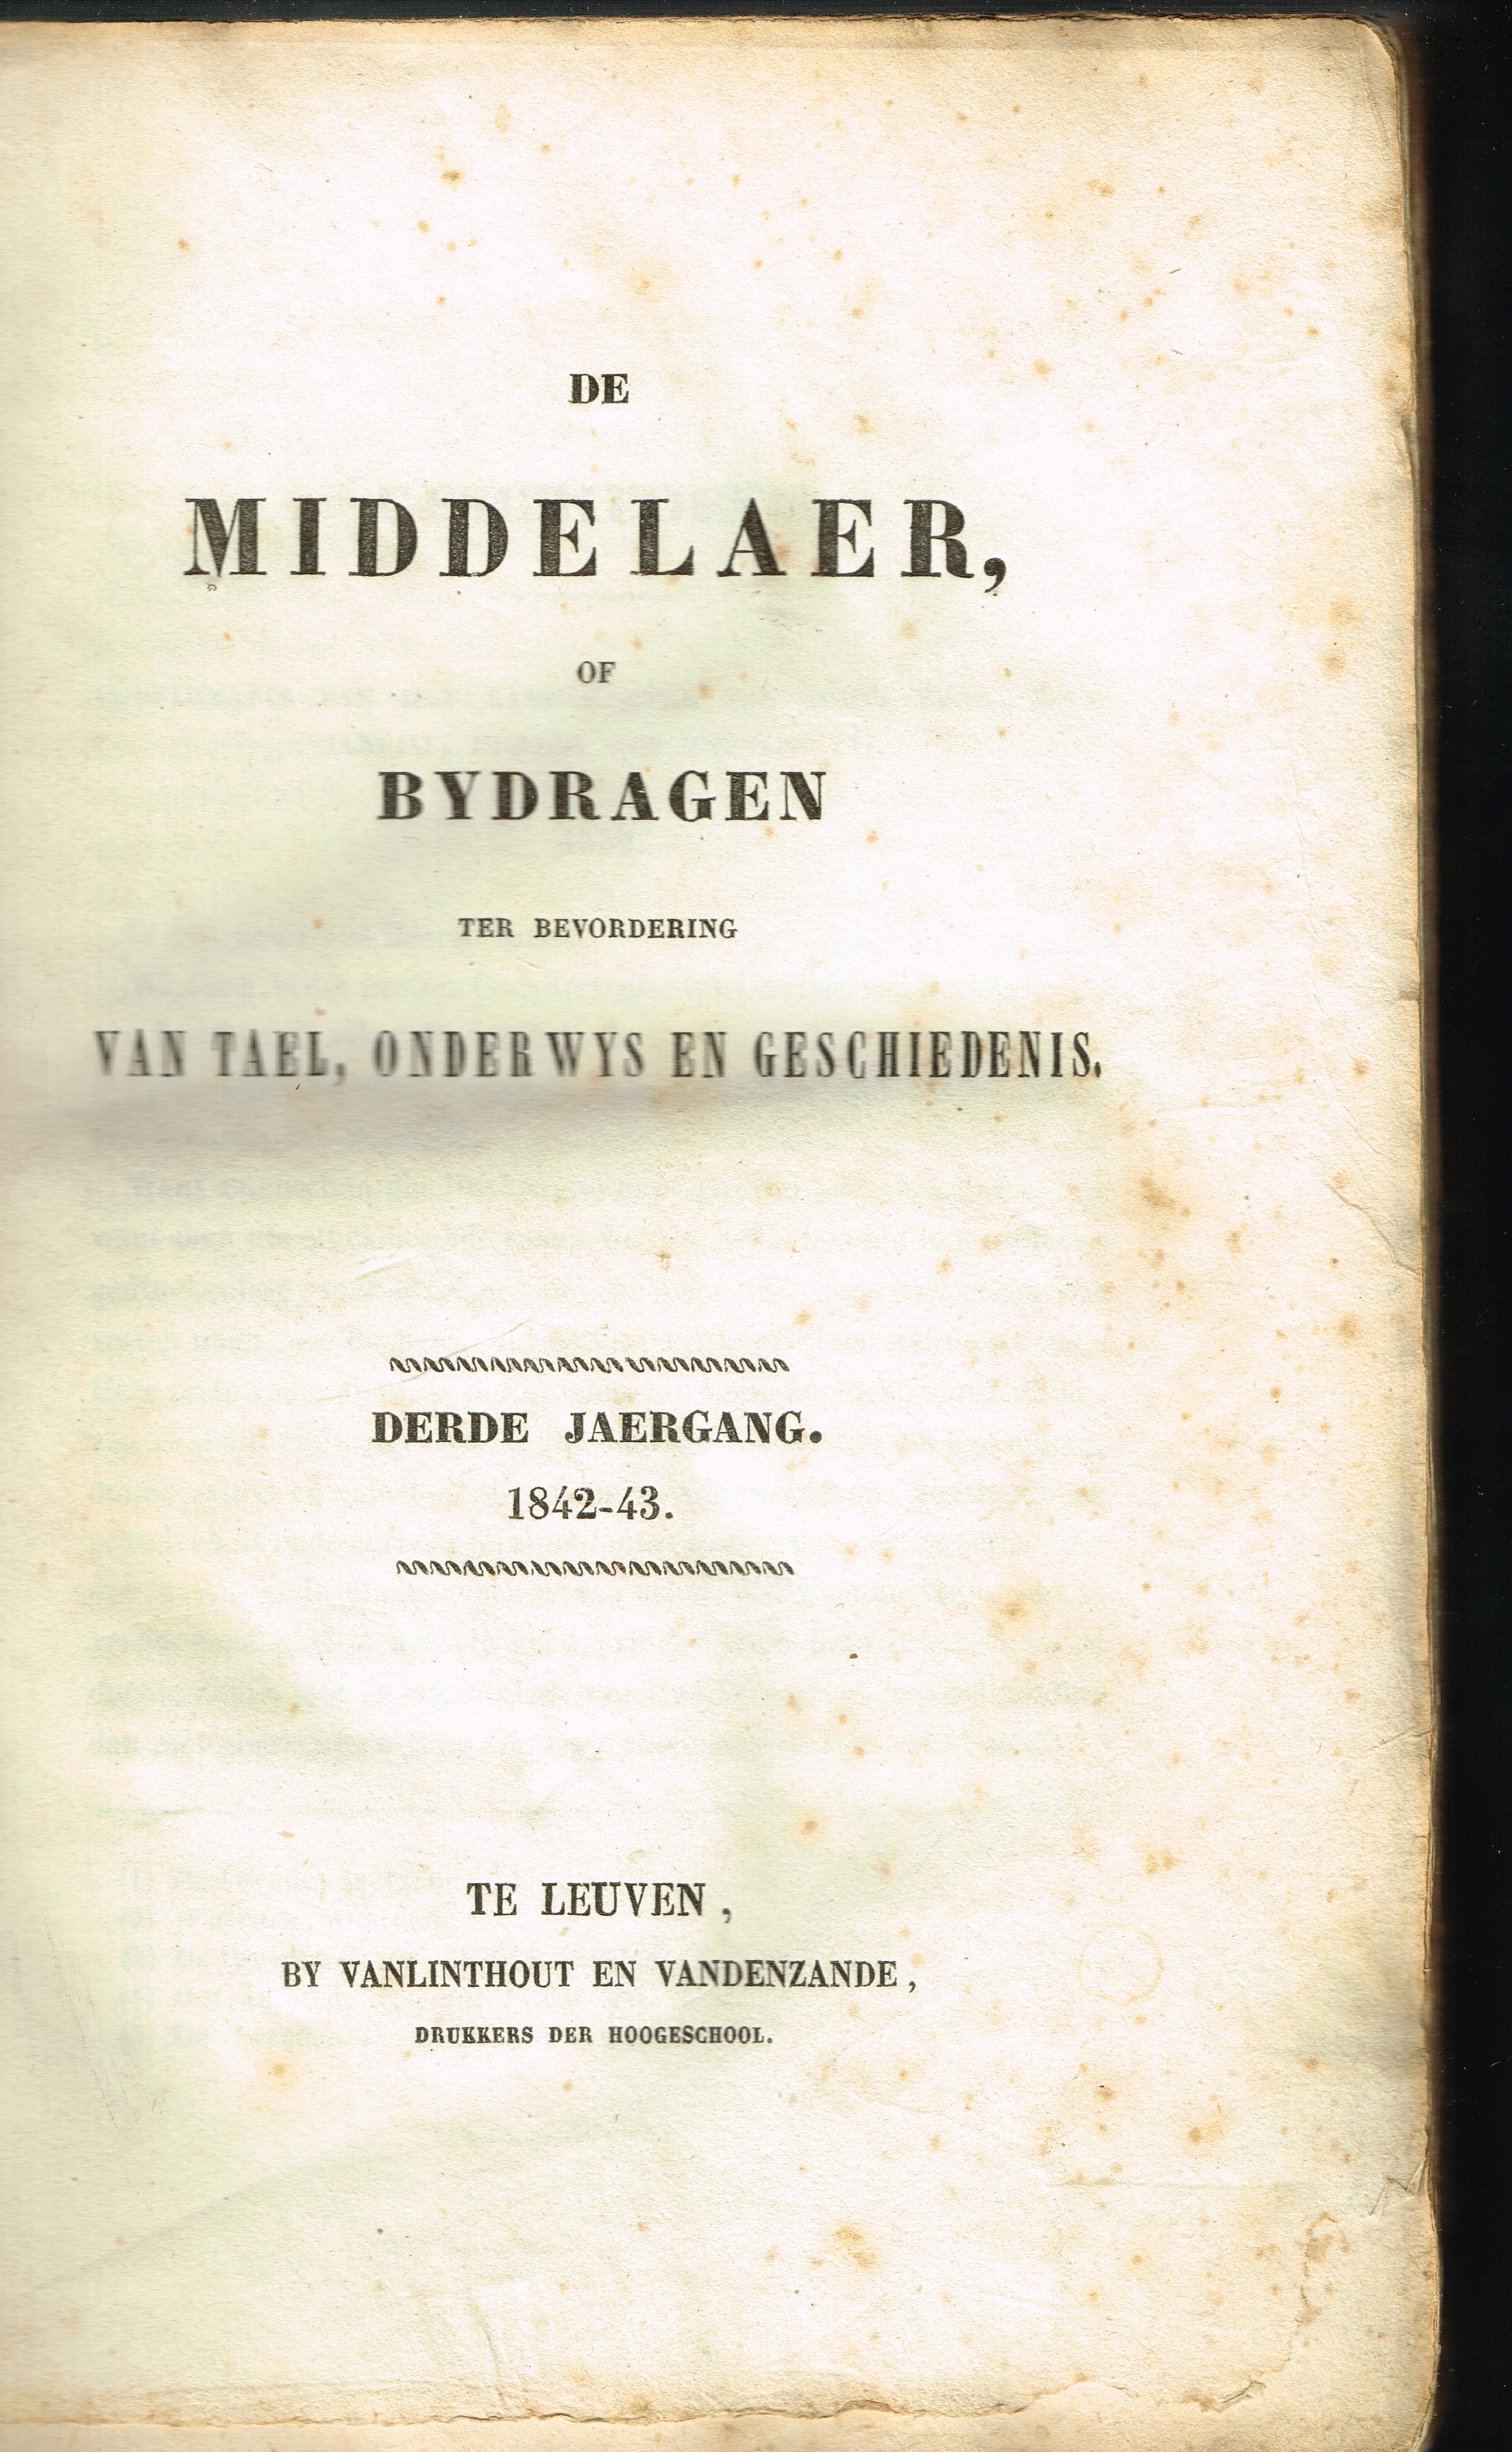 DE
MIDDELAER,
OF
BYDRAGEN
TER BEVORDERING
VAN TAEL, ONDERWYS EN GESCHIEDENIS.
DERDE JAERGANG.
1842-43.
TE LEUVEN,
BY VANLINTHOUT EN VANDENZANDE,
DRUKKERS DER HOOGESCHOOL.